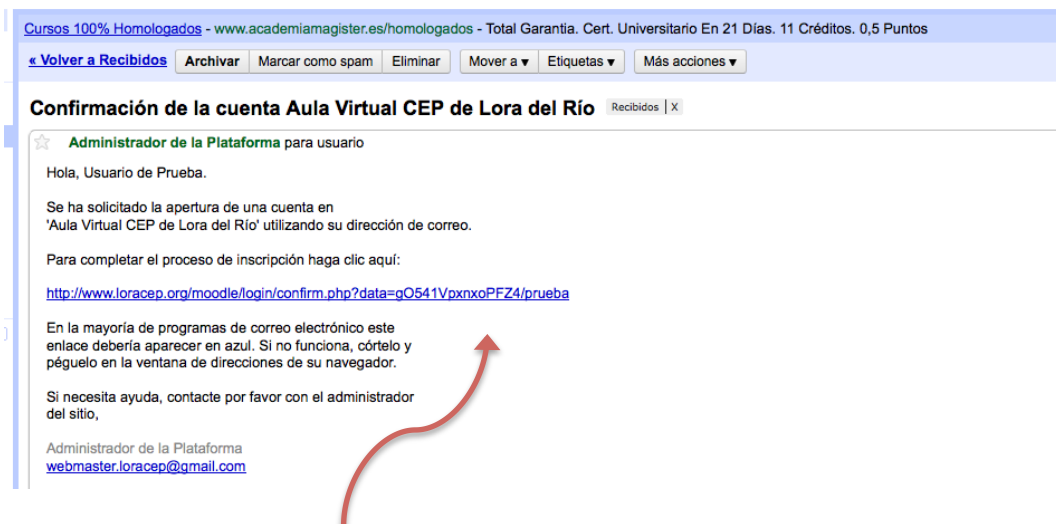 Cursos 100% Homologados - www.academiamagister.es/homologados - Total Garantia. Cert. Universitario En 21 Días. 11 Créditos. 0,5 Puntos
« Volver a Recibidos Archivar Marcar como spam Eliminar Mover a ▼ Etiquetas ▼ Más acciones ▼
Confirmación de la cuenta Aula Virtual CEP de Lora del Río Recibidos | X
Administrador de la Plataforma para usuario
Hola, Usuario de Prueba.
Se ha solicitado la apertura de una cuenta en
'Aula Virtual CEP de Lora del Río' utilizando su dirección de correo.
Para completar el proceso de inscripción haga clic aquí:
http://www.loracep.org/moodle/login/confirm.php?data=gO541VpxnxoPFZ4/prueba
En la mayoría de programas de correo electrónico este
enlace debería aparecer en azul. Si no funciona, córtelo y
péguelo en la ventana de direcciones de su navegador.
Si necesita ayuda, contacte por favor con el administrador
del sitio,
Administrador de la Plataforma
webmaster.loracep@gmail.com